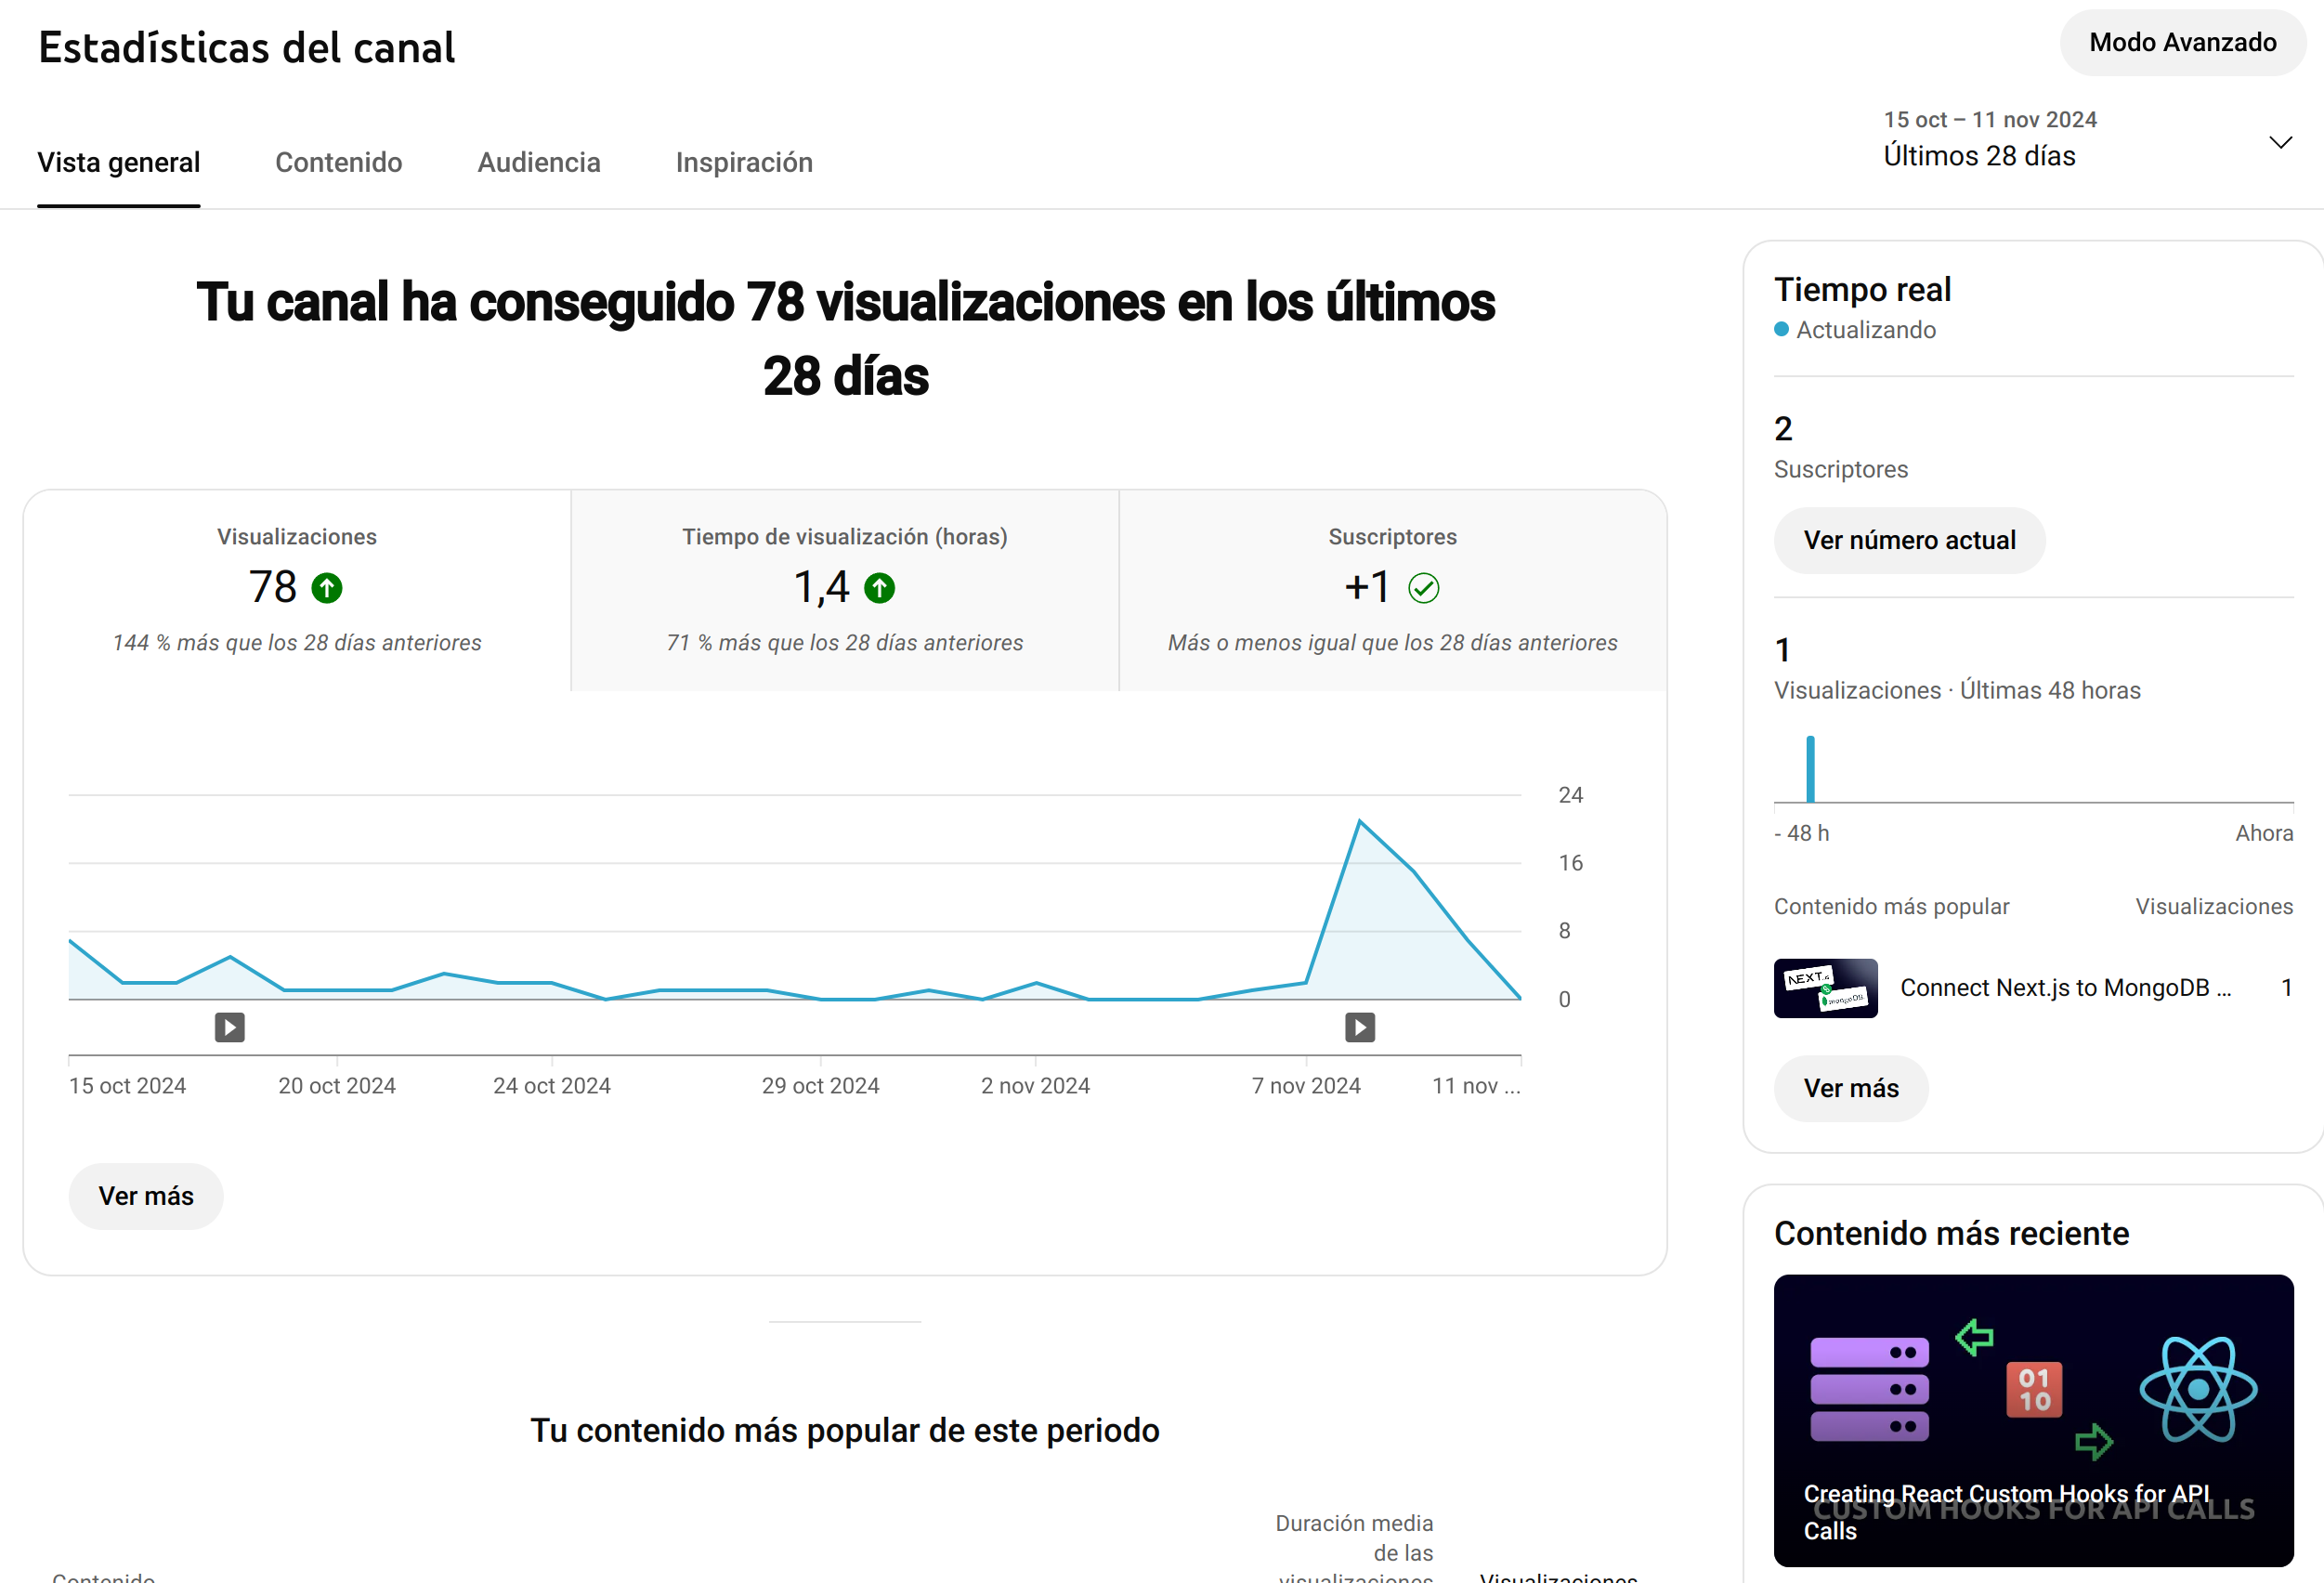 Estadísticas del canal
Modo Avanzado
15 oct – 11 nov 2024
Últimos 28 días
Vista general
Contenido
Audiencia
Inspiración
Tu canal ha conseguido 78 visualizaciones en los últimos
28 días
Visualizaciones
78
144 % más que los 28 días anteriores
Tiempo de visualización (horas)
1,4
71 % más que los 28 días anteriores
Suscriptores
+1
Más o menos igual que los 28 días anteriores
24
16
8
0
15 oct 2024
20 oct 2024
24 oct 2024
29 oct 2024
2 nov 2024
7 nov 2024
11 nov ...
Ver más
Tu contenido más popular de este periodo
Duración media
de las
visualizaciones
Contenido
Visualizaciones
Tiempo real
Actualizando
2
Suscriptores
Ver número actual
1
Visualizaciones · Últimas 48 horas
- 48 h
Ahora
Contenido más popular
Visualizaciones
NEXT.
mongoDB.
Connect Next.js to MongoDB ...
1
Ver más
Contenido más reciente
01
10
CUSTOM HOOKS FOR API CALLS
Creating React Custom Hooks for API
Calls